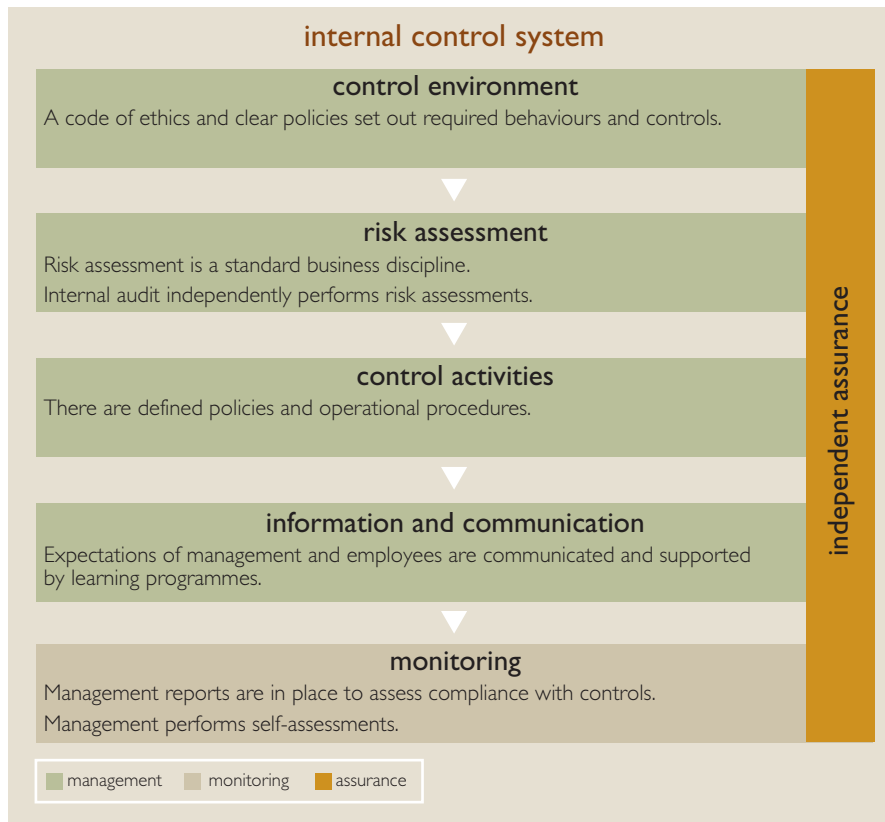 internal control system
control environment
A code of ethics and clear policies set out required behaviours and controls.
risk assessment
Risk assessment is a standard business discipline.
Internal audit independently performs risk assessments.
control activities
There are defined policies and operational procedures.
information and communication
Expectations of management and employees are communicated and supported
by learning programmes.
monitoring
Management reports are in place to assess compliance with controls.
Management performs self-assessments.
independent assurance
management
monitoring
assurance